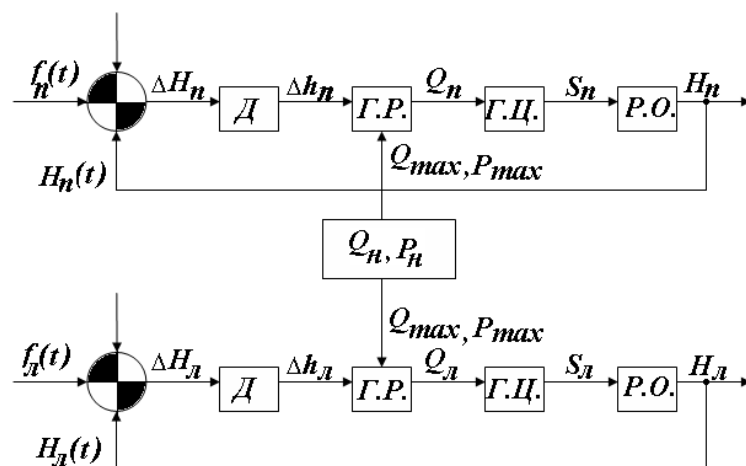 fп(t) ΔHп Δhп Qп Sп Hп
Д Г.Р. Г.Ц. Р.О.
Hп(t) Qmax, Pmax
Qн, Pн
Qmax, Pmax
fл(t) ΔHл Δhл Qл Sл Hл
Д Г.Р. Г.Ц. Р.О.
Hл(t)